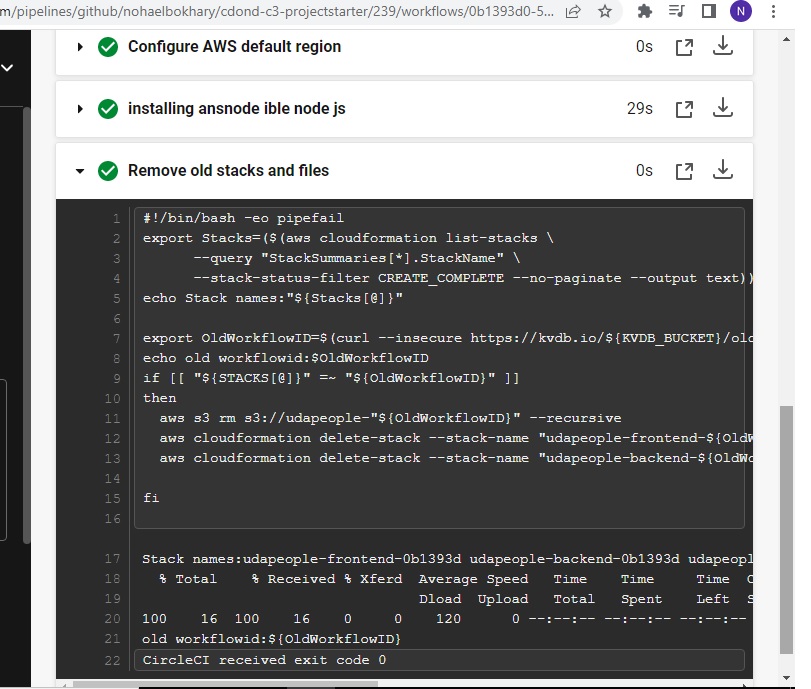 m/pipelines/github/nohaelbokhary/cdond-c3-projectstarter/239/workflows/0b1393d0-5...
N
Configure AWS default region 0s
installing ansnode ible node js 29s
Remove old stacks and files 0s
1 #!/bin/bash -eo pipefail
2 export Stacks=($(aws cloudformation list-stacks \
3 --query "StackSummaries[*].StackName" \
4 --stack-status-filter CREATE_COMPLETE --no-paginate --output text))
5 echo Stack names:"${Stacks[@]}"
6
7 export OldWorkflowID=$(curl --insecure https://kvdb.io/${KVDB_BUCKET}/old
8 echo old workflowid:$OldWorkflowID
9 if [[ "${STACKS[@]}" =~ "${OldWorkflowID}" ]]
10 then
11 aws s3 rm s3://udapeople-"${OldWorkflowID}" --recursive
12 aws cloudformation delete-stack --stack-name "udapeople-frontend-${OldW
13 aws cloudformation delete-stack --stack-name "udapeople-backend-${OldWo
14
15 fi
16
17 Stack names:udapeople-frontend-0b1393d udapeople-backend-0b1393d udapeopl
18 % Total % Received % Xferd Average Speed Time Time Time C
19 Dload Upload Total Spent Left S
20 100 16 100 16 0 0 120 0 --:--:-- --:--:-- --:--:--
21 old workflowid:${OldWorkflowID}
22 CircleCI received exit code 0